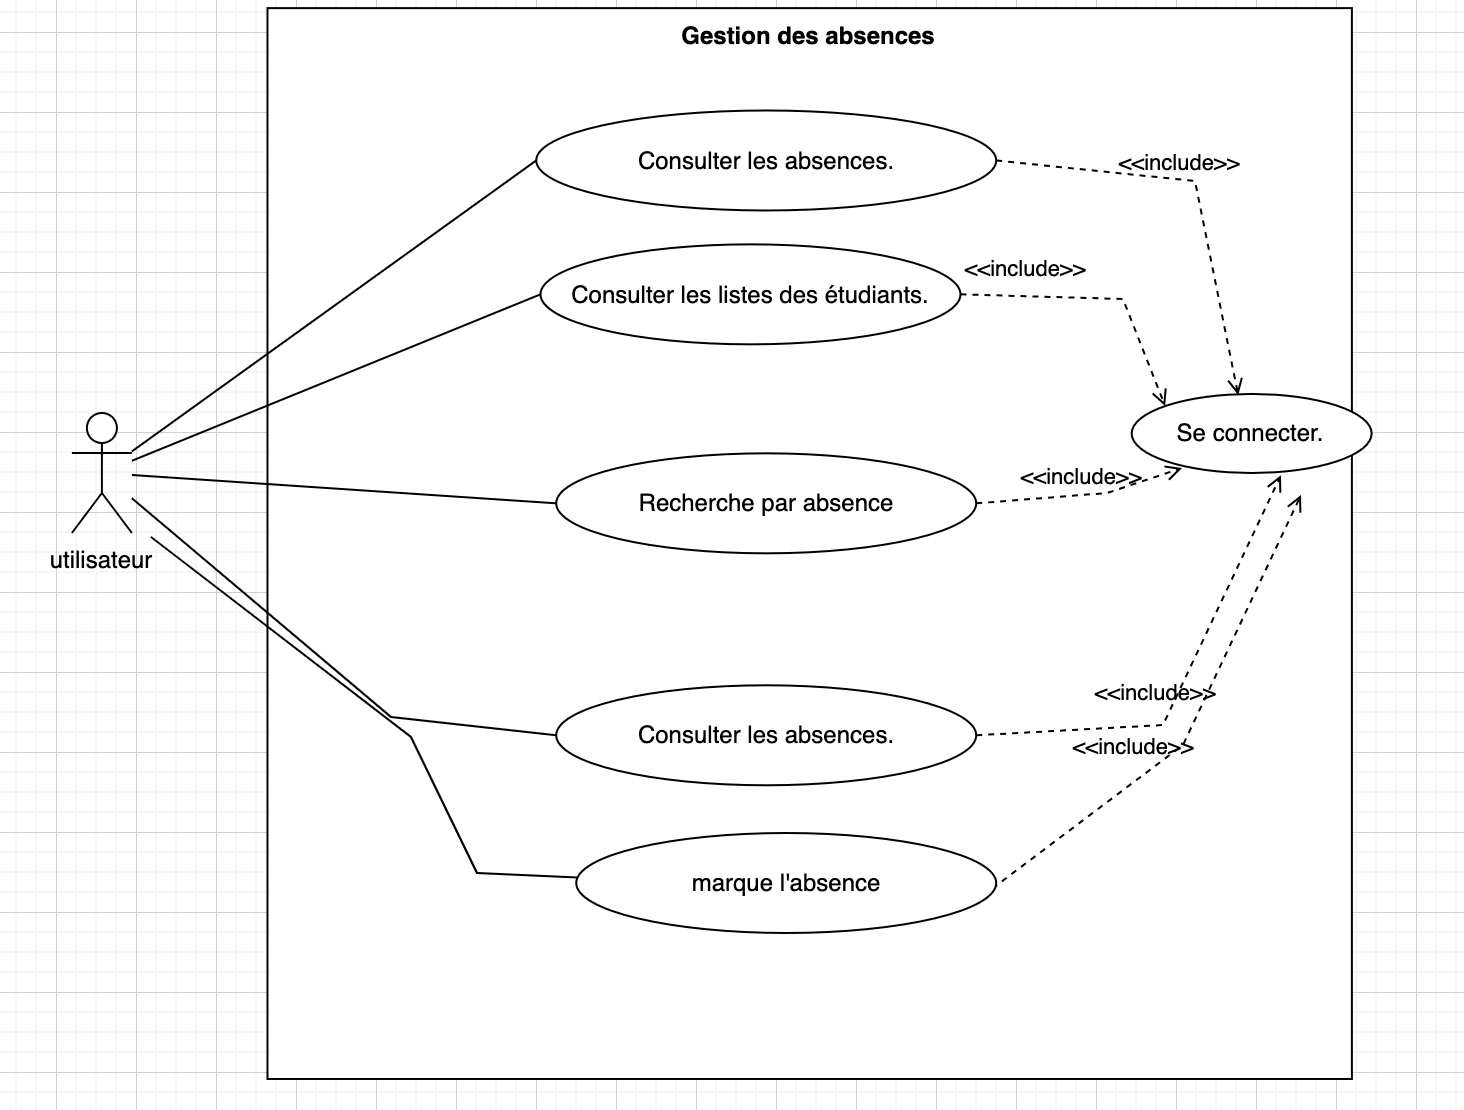 Gestion des absences
Consulter les absences.
<<include>>
Consulter les listes des étudiants.
<<include>>
Se connecter.
Recherche par absence
<<include>>
utilisateur
Consulter les absences.
<<include>>
<<include>>
marque l'absence